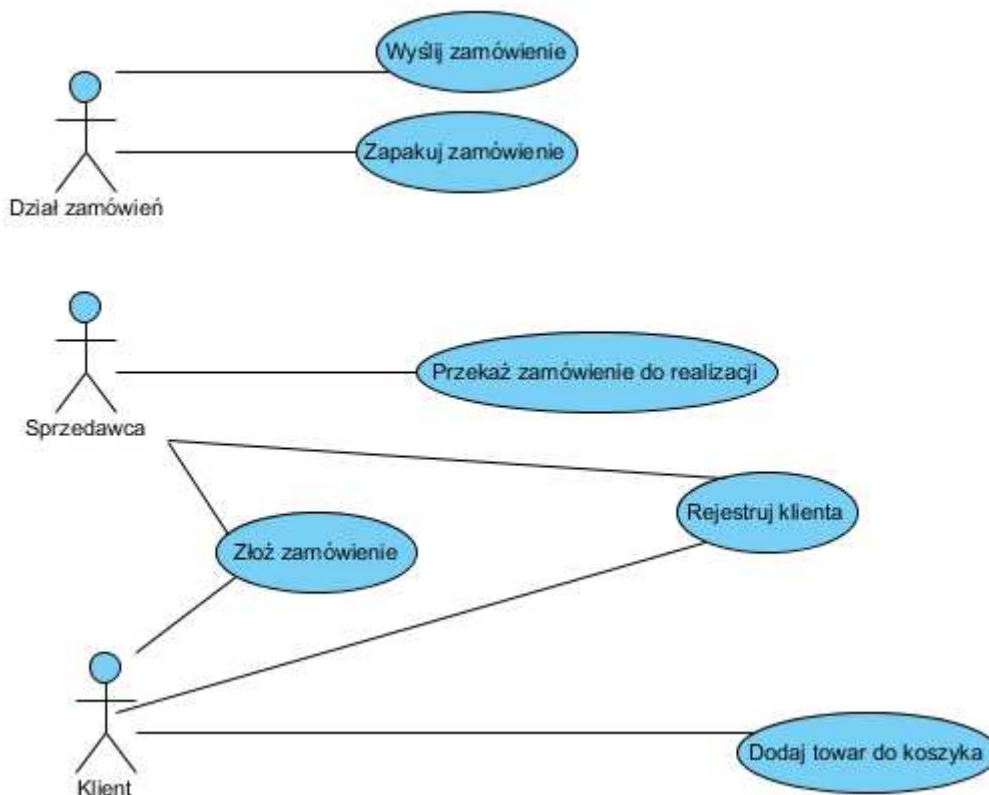 Wyślij zamówienie
Zapakuj zamówienie
Dział zamówień
Przekaż zamówienie do realizacji
Sprzedawca
Rejestruj klienta
Złoż zamówienie
Dodaj towar do koszyka
Klient